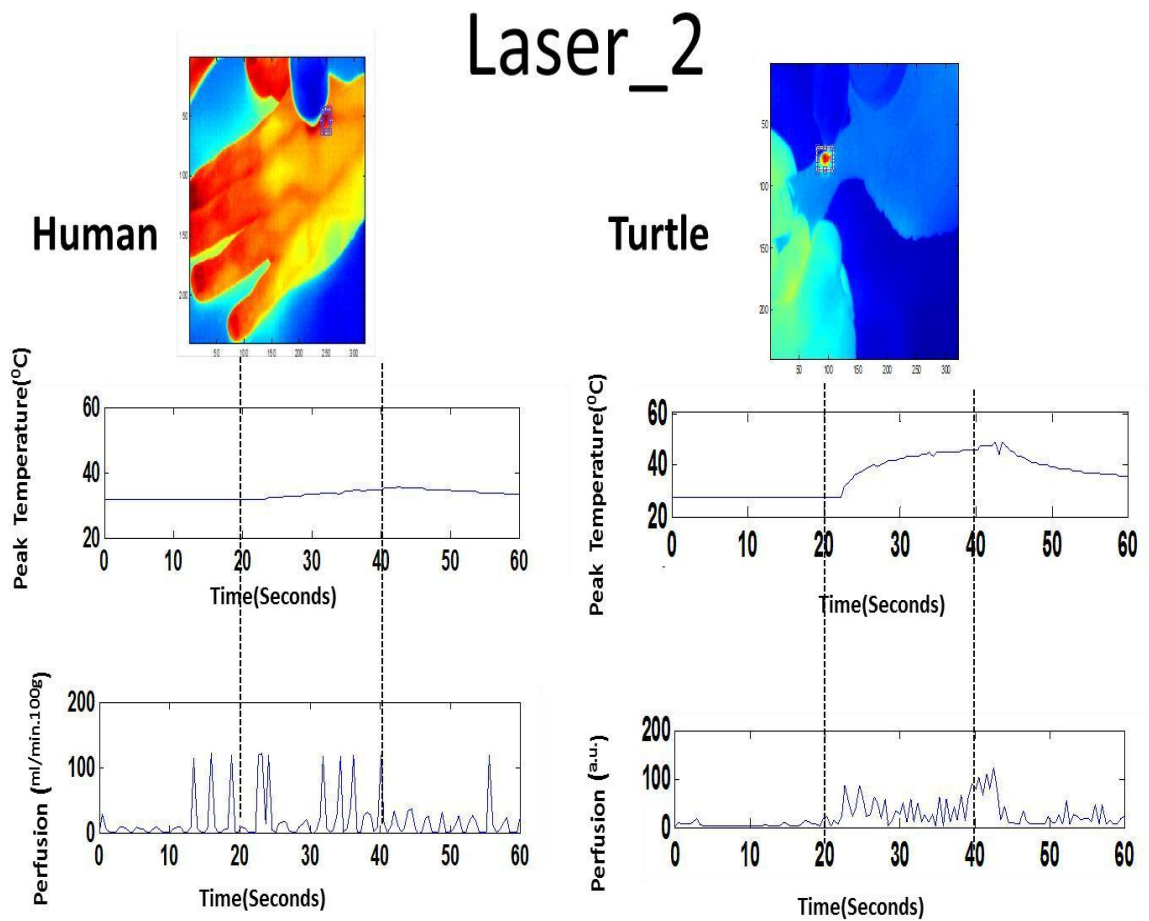 Laser_2
Human
50
100
150
200
50 100 150 200 250 300
Turtle
50
100
150
200
50 100 150 200 250 300
Peak Temperature(⁰C)
60
40
20
0 10 20 30 40 50 60
Time(Seconds)
Peak Temperature(⁰C)
60
40
20
0 10 20 30 40 50 60
Time(Seconds)
Perfusion (ml/min.100g)
200
100
0
0 10 20 30 40 50 60
Time(Seconds)
Perfusion (a.u.)
200
100
0
0 10 20 30 40 50 60
Time(Seconds)